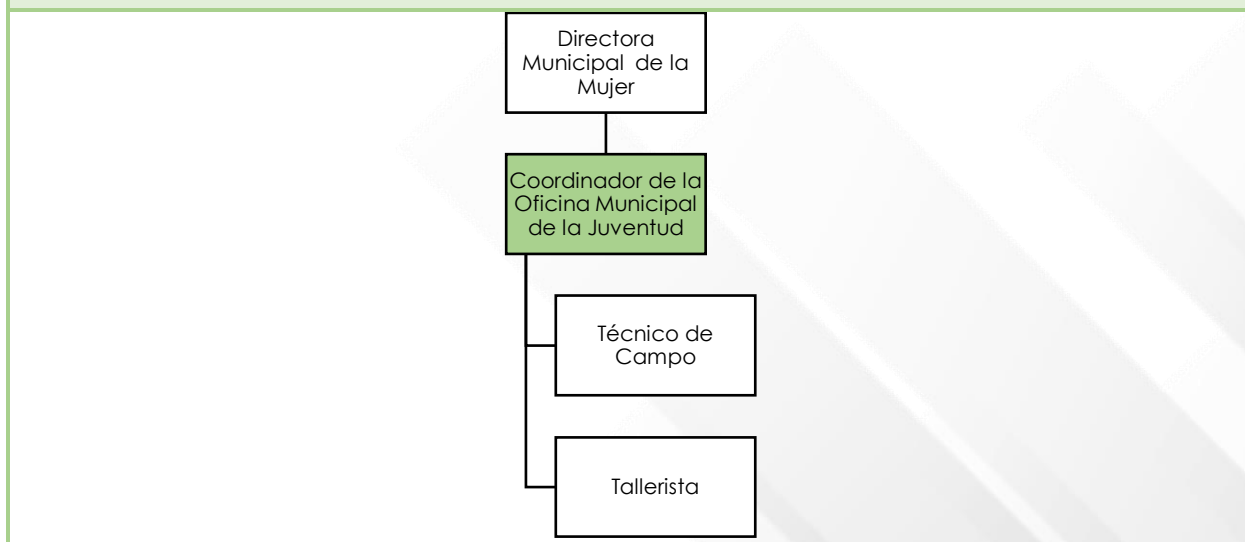 Directora
Municipal de la
Mujer
Coordinador de la
Oficina Municipal
de la Juventud
Técnico de
Campo
Tallerista